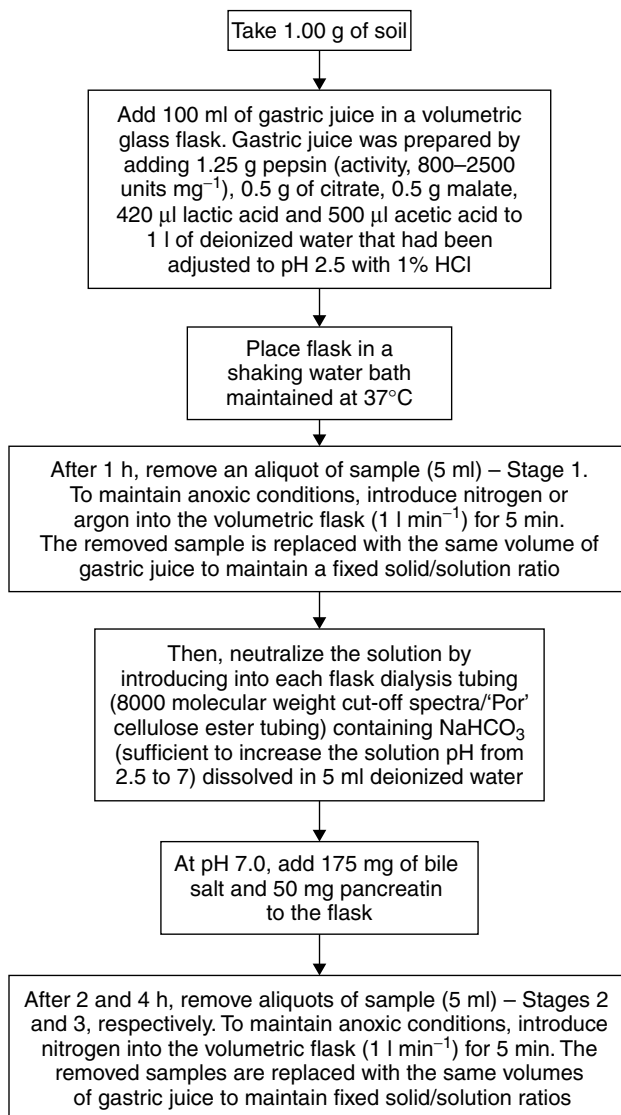 Take 1.00 g of soil
Add 100 ml of gastric juice in a volumetric
glass flask. Gastric juice was prepared by
adding 1.25 g pepsin (activity, 800–2500
units mg⁻¹), 0.5 g of citrate, 0.5 g malate,
420 μl lactic acid and 500 μl acetic acid to
1 l of deionized water that had been
adjusted to pH 2.5 with 1% HCl
Place flask in a
shaking water bath
maintained at 37°C
After 1 h, remove an aliquot of sample (5 ml) – Stage 1.
To maintain anoxic conditions, introduce nitrogen or
argon into the volumetric flask (1 l min⁻¹) for 5 min.
The removed sample is replaced with the same volume of
gastric juice to maintain a fixed solid/solution ratio
Then, neutralize the solution by
introducing into each flask dialysis tubing
(8000 molecular weight cut-off spectra/‘Por’
cellulose ester tubing) containing NaHCO₃
(sufficient to increase the solution pH from
2.5 to 7) dissolved in 5 ml deionized water
At pH 7.0, add 175 mg of bile
salt and 50 mg pancreatin
to the flask
After 2 and 4 h, remove aliquots of sample (5 ml) – Stages 2
and 3, respectively. To maintain anoxic conditions, introduce
nitrogen into the volumetric flask (1 l min⁻¹) for 5 min. The
removed samples are replaced with the same volumes
of gastric juice to maintain fixed solid/solution ratios